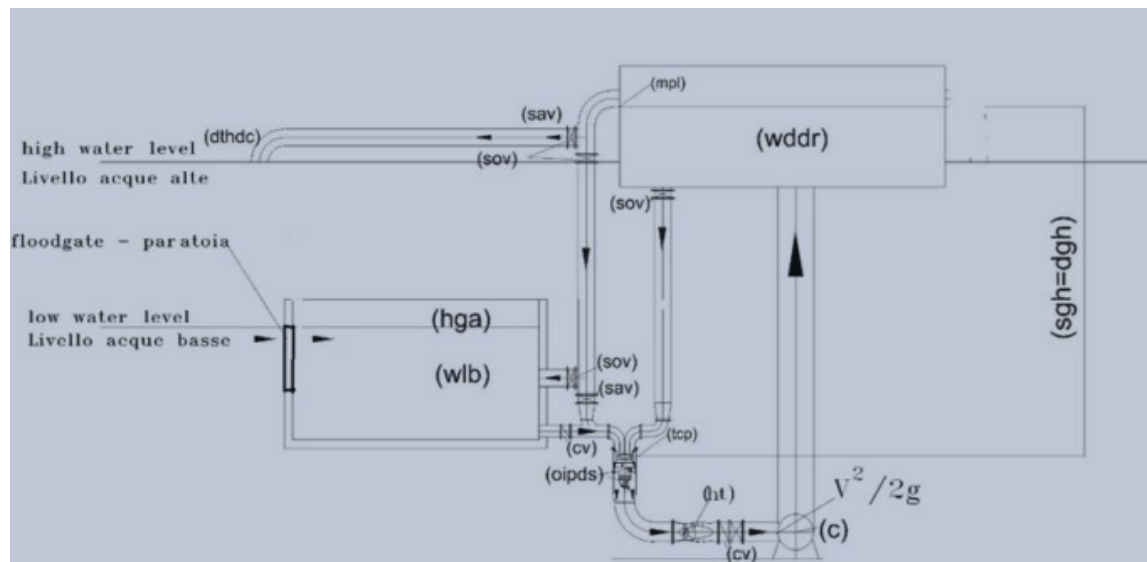 (mpl)
(sav)
(dthdc)
(wddr)
high water level
(sov)
Livello acque alte
(sov)
floodgate - paratoia
(sgh=dgh)
low water level
(hga)
Livello acque basse
(sov)
(wlb)
(sav)
(tcp)
(cv)
(oipds)
(ht)
V²/2g
(c)
(cv)